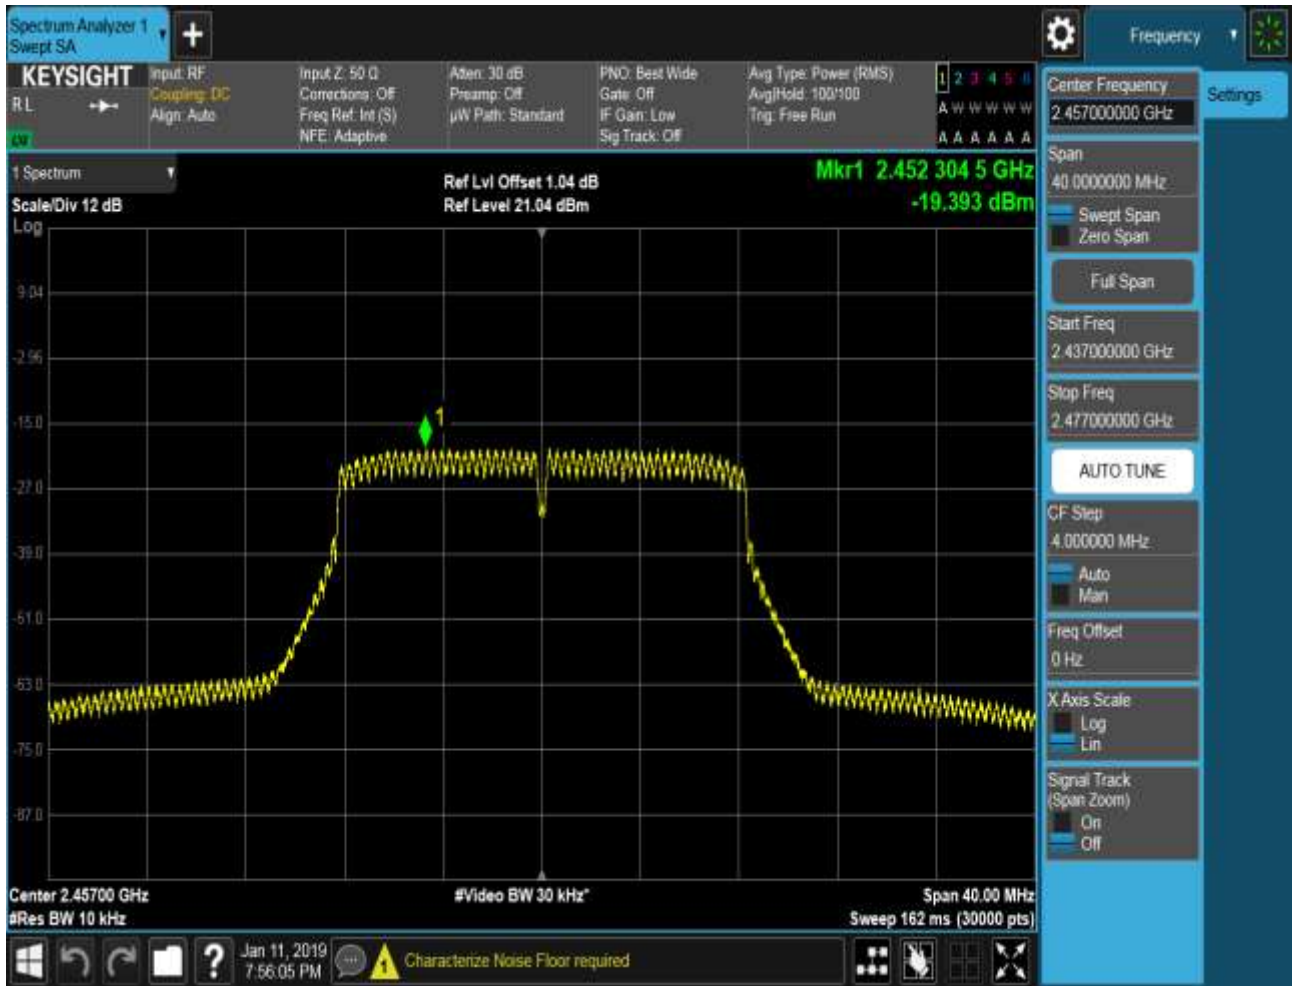 Spectrum Analyzer 1
Swept SA
+
Frequency
KEYSIGHT
RL
LXI
Input: RF
Coupling: DC
Align: Auto
Input Z: 50 Ω
Corrections: Off
Freq Ref: Int (S)
NFE: Adaptive
Atten: 30 dB
Preamp: Off
µW Path: Standard
PNO: Best Wide
Gate: Off
IF Gain: Low
Sig Track: Off
Avg Type: Power (RMS)
Avg|Hold: 100/100
Trig: Free Run
1 2 3 4 5 6
A W W W W W
A A A A A A
1 Spectrum
Scale/Div 12 dB
Log
Ref Lvl Offset 1.04 dB
Ref Level 21.04 dBm
Mkr1 2.452 304 5 GHz
-19.393 dBm
9.04
-2.96
-15.0
-27.0
-39.0
-51.0
-63.0
-75.0
-87.0
1
Center 2.45700 GHz
#Res BW 10 kHz
#Video BW 30 kHz*
Span 40.00 MHz
Sweep 162 ms (30000 pts)
Center Frequency
2.457000000 GHz
Settings
Span
40.0000000 MHz
Swept Span
Zero Span
Full Span
Start Freq
2.437000000 GHz
Stop Freq
2.477000000 GHz
AUTO TUNE
CF Step
4.000000 MHz
Auto
Man
Freq Offset
0 Hz
X Axis Scale
Log
Lin
Signal Track
(Span Zoom)
On
Off
?
Jan 11, 2019
7:56:05 PM
1
Characterize Noise Floor required